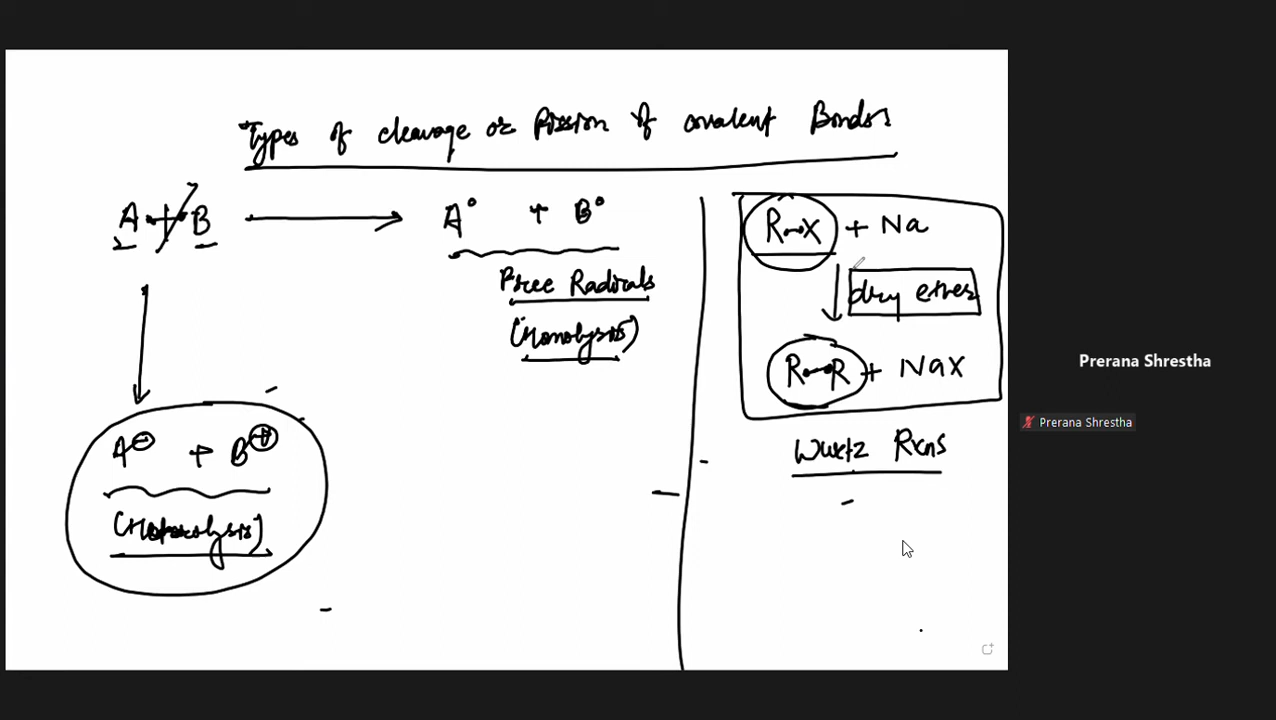 Types of cleavage or Fission of covalent Bonds
A + B
A° + B°
Free Radicals
(Homolysis)
A⊖ + B⊕
(Heterolysis)
R-X + Na
dry ether
R-R + NaX
Wurtz Rxns
Prerana Shrestha
Prerana Shrestha